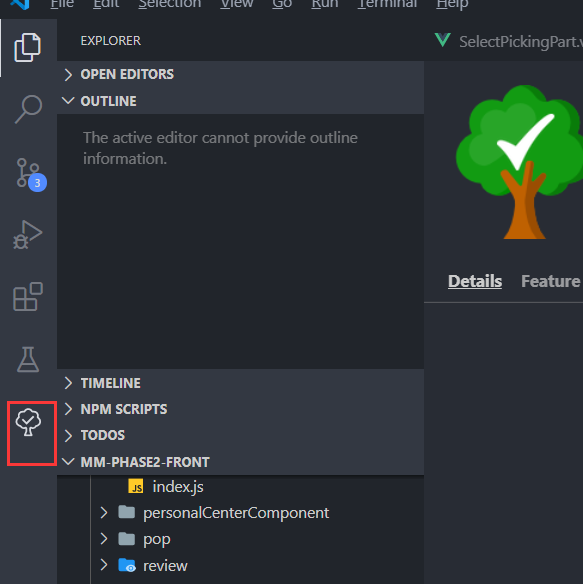 File Edit Selection View Go Run Terminal Help
EXPLORER
SelectPickingPart.v
OPEN EDITORS
OUTLINE
The active editor cannot provide outline
information.
3
Details Feature
TIMELINE
NPM SCRIPTS
TODOS
MM-PHASE2-FRONT
JS index.js
personalCenterComponent
pop
review